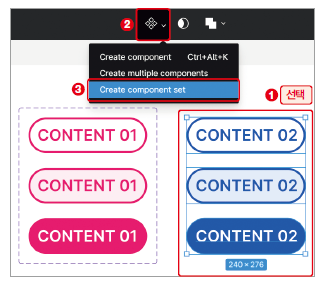 2
Create component Ctrl+Alt+K
Create multiple components
3 Create component set
1 선택
CONTENT 01 CONTENT 02
CONTENT 01 CONTENT 02
CONTENT 01 CONTENT 02
240 × 276